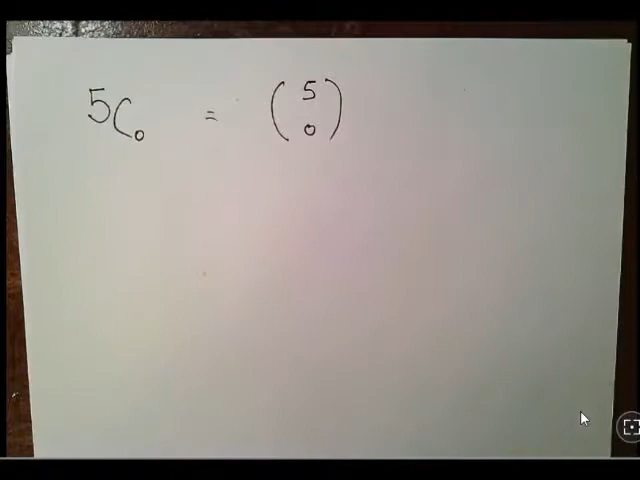 ⁵C₀ = (5 0)